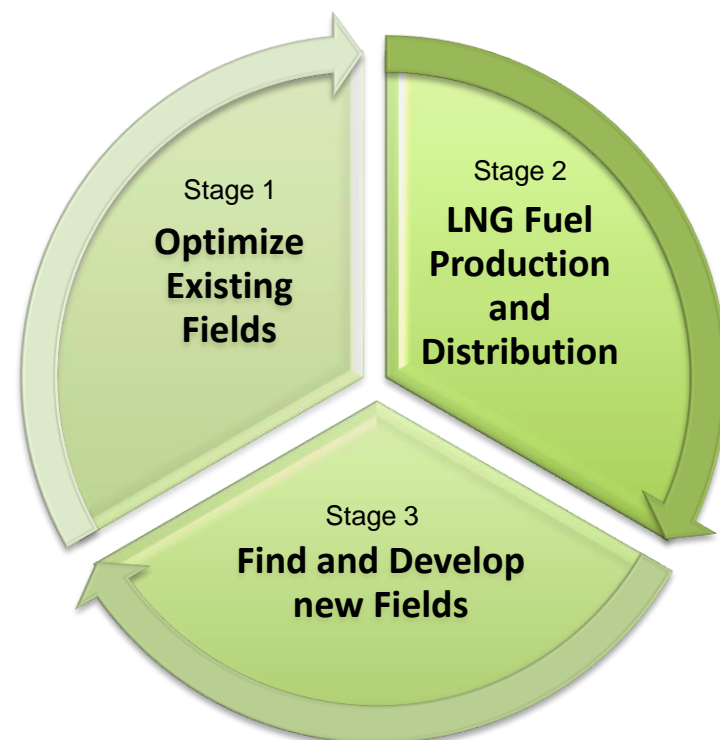 Stage 1
Optimize
Existing
Fields
Stage 2
LNG Fuel
Production
and
Distribution
Stage 3
Find and Develop
new Fields